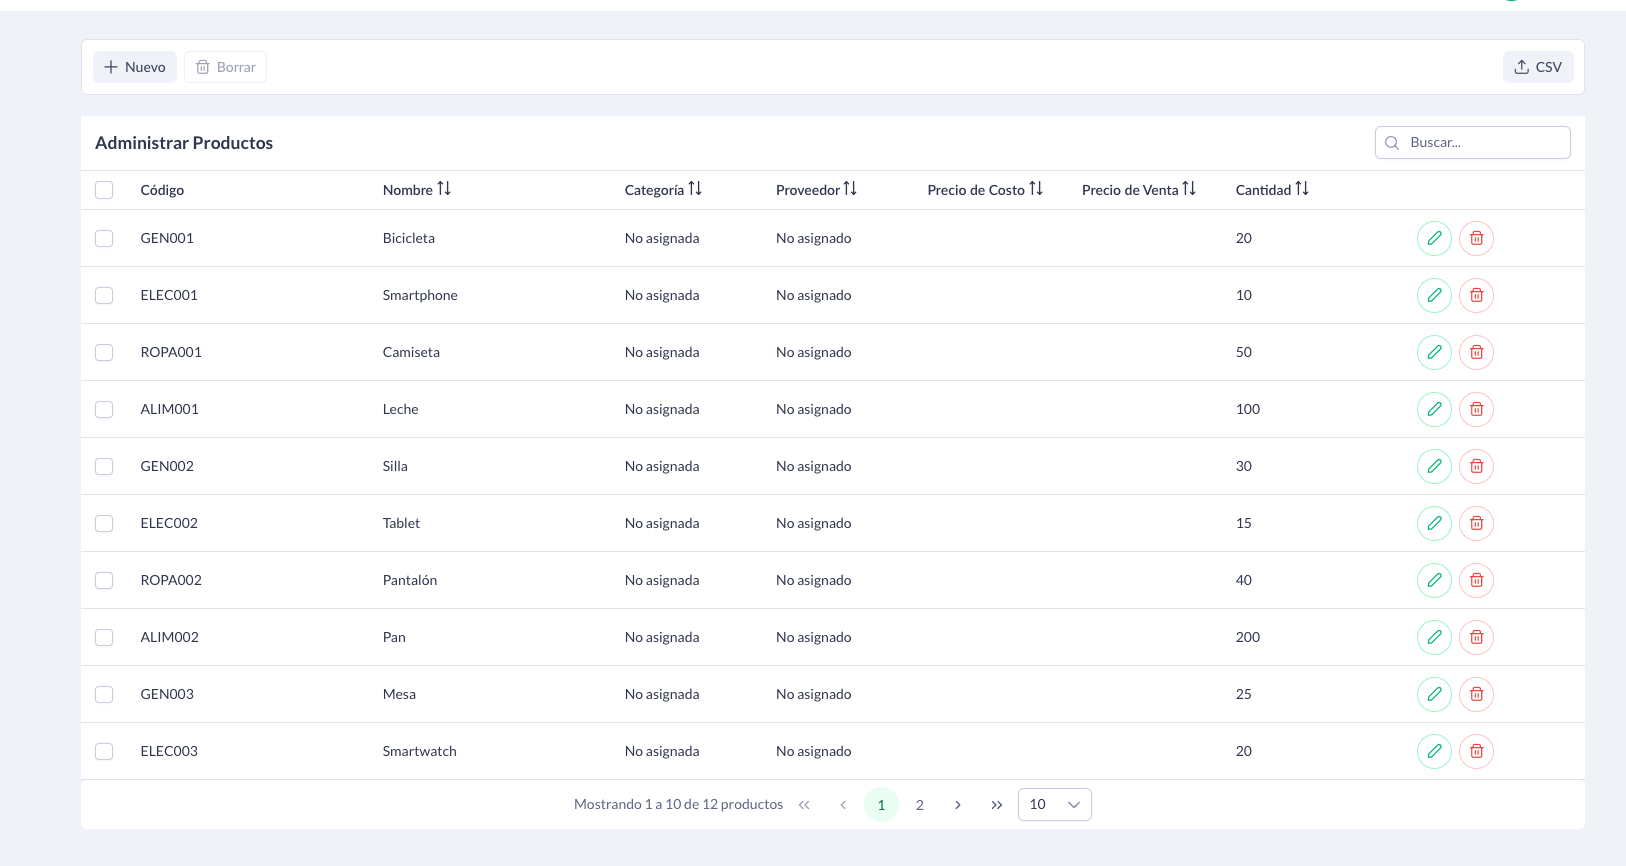 Nuevo Borrar CSV
Administrar Productos Buscar...
Código Nombre Categoría Proveedor Precio de Costo Precio de Venta Cantidad
GEN001 Bicicleta No asignada No asignado 20
ELEC001 Smartphone No asignada No asignado 10
ROPA001 Camiseta No asignada No asignado 50
ALIM001 Leche No asignada No asignado 100
GEN002 Silla No asignada No asignado 30
ELEC002 Tablet No asignada No asignado 15
ROPA002 Pantalón No asignada No asignado 40
ALIM002 Pan No asignada No asignado 200
GEN003 Mesa No asignada No asignado 25
ELEC003 Smartwatch No asignada No asignado 20
Mostrando 1 a 10 de 12 productos 1 2 10